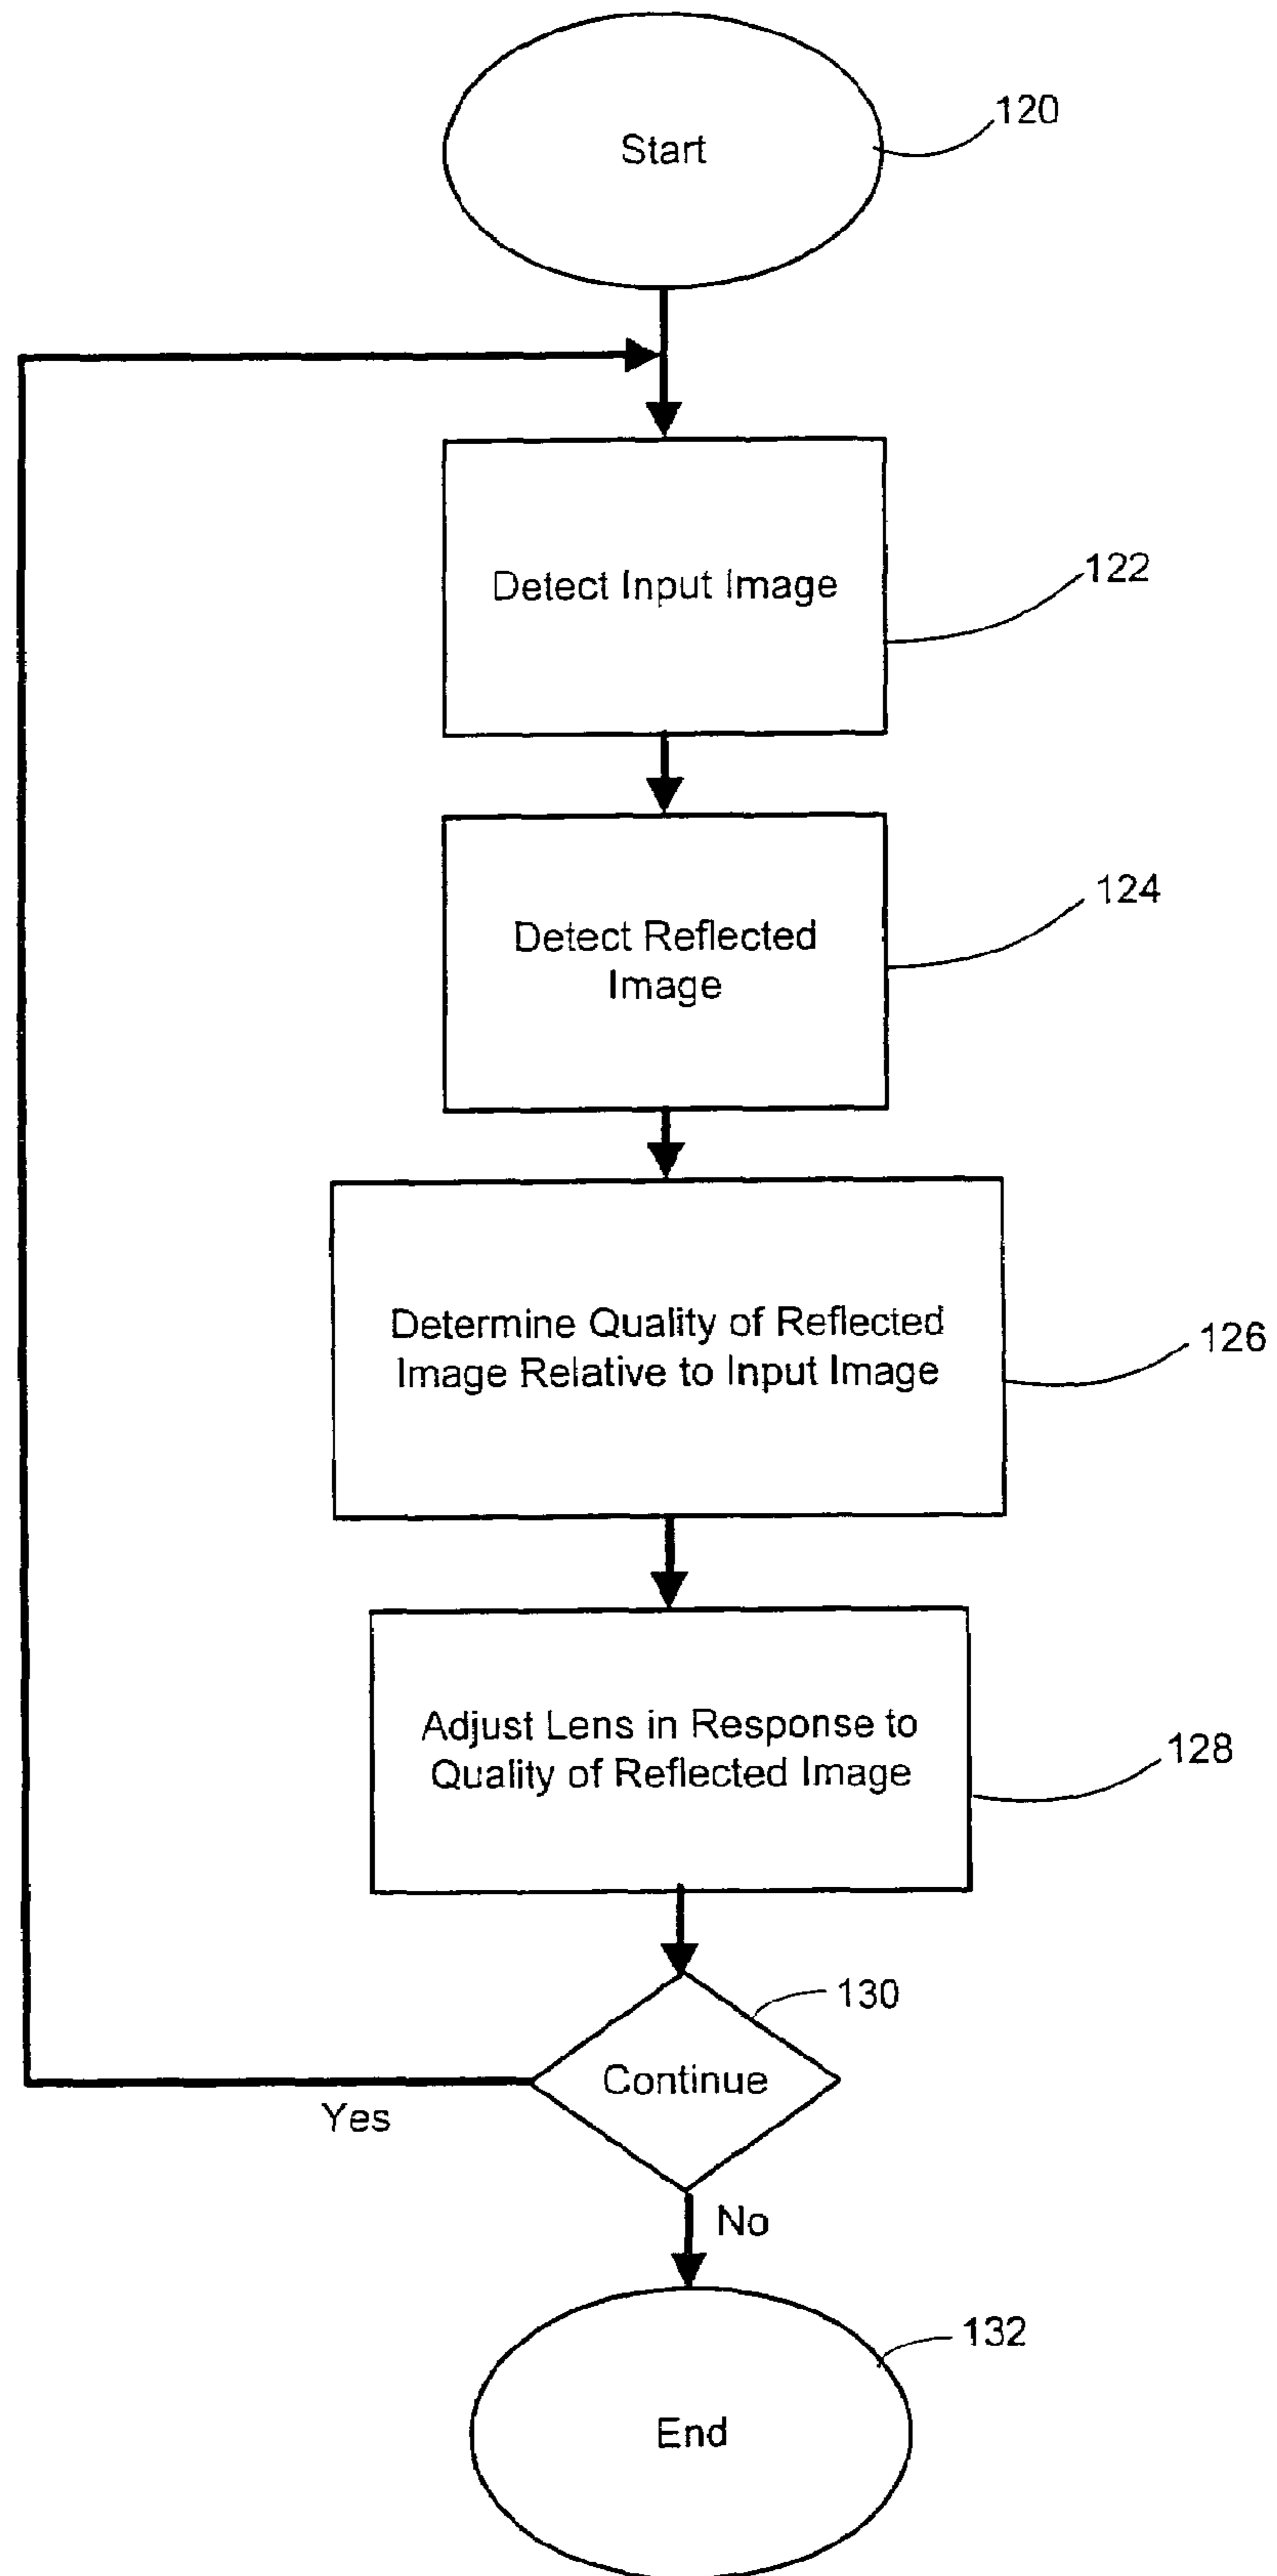 Start
120
Detect Input Image
122
Detect Reflected
Image
124
Determine Quality of Reflected
Image Relative to Input Image
126
Adjust Lens in Response to
Quality of Reflected Image
128
130
Continue
Yes
No
132
End